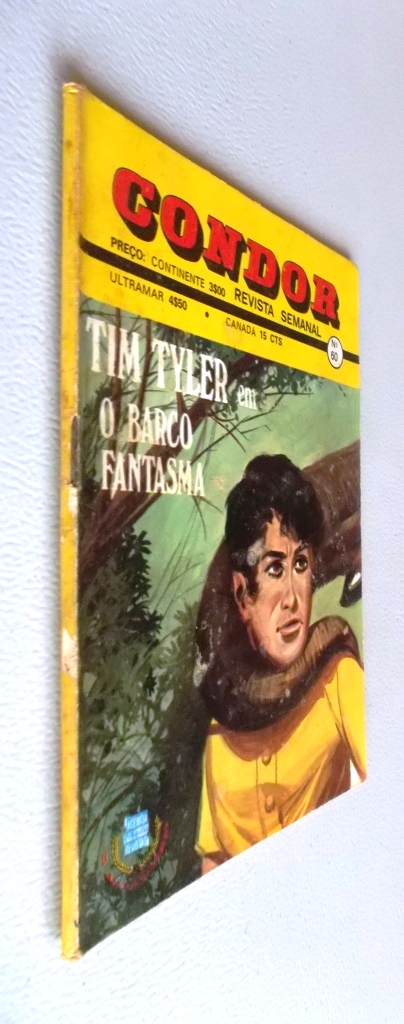 CONDOR
PREÇO: CONTINENTE 3$00 REVISTA SEMANAL
ULTRAMAR 4$50 • CANADA 15 CTS
Nº 60
TIM TYLER em
O BARCO
FANTASMA